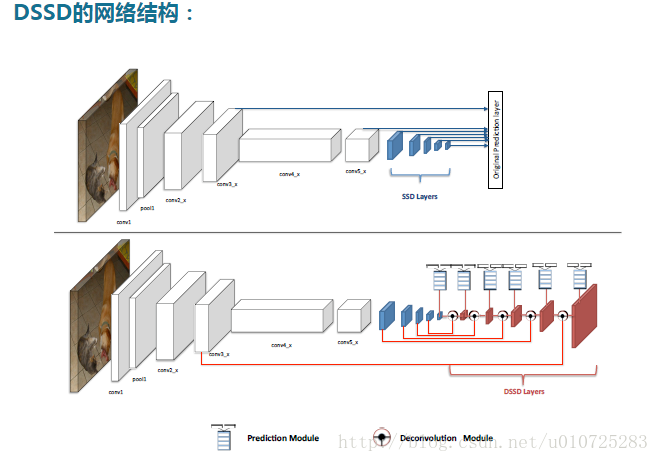 DSSD的网络结构：
Original Prediction layer
conv1
pool1
conv2_x
conv3_x
conv4_x
conv5_x
SSD Layers
conv1
pool1
conv2_x
conv3_x
conv4_x
conv5_x
DSSD Layers
Prediction Module
Deconvolution Module
http://blog.csdn.net/u010725283